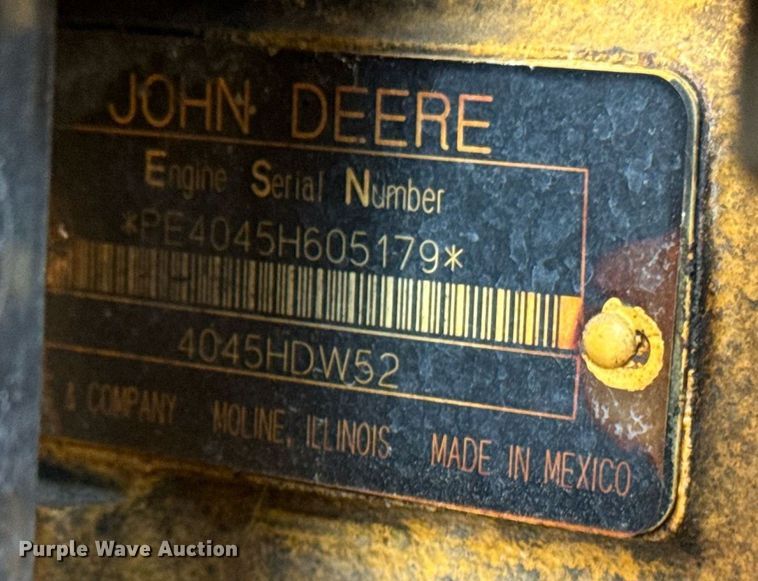 JOHN DEERE
Engine Serial Number
*PE4045H605179*
4045HDW52
& COMPANY MOLINE, ILLINOIS MADE IN MEXICO
Purple Wave Auction